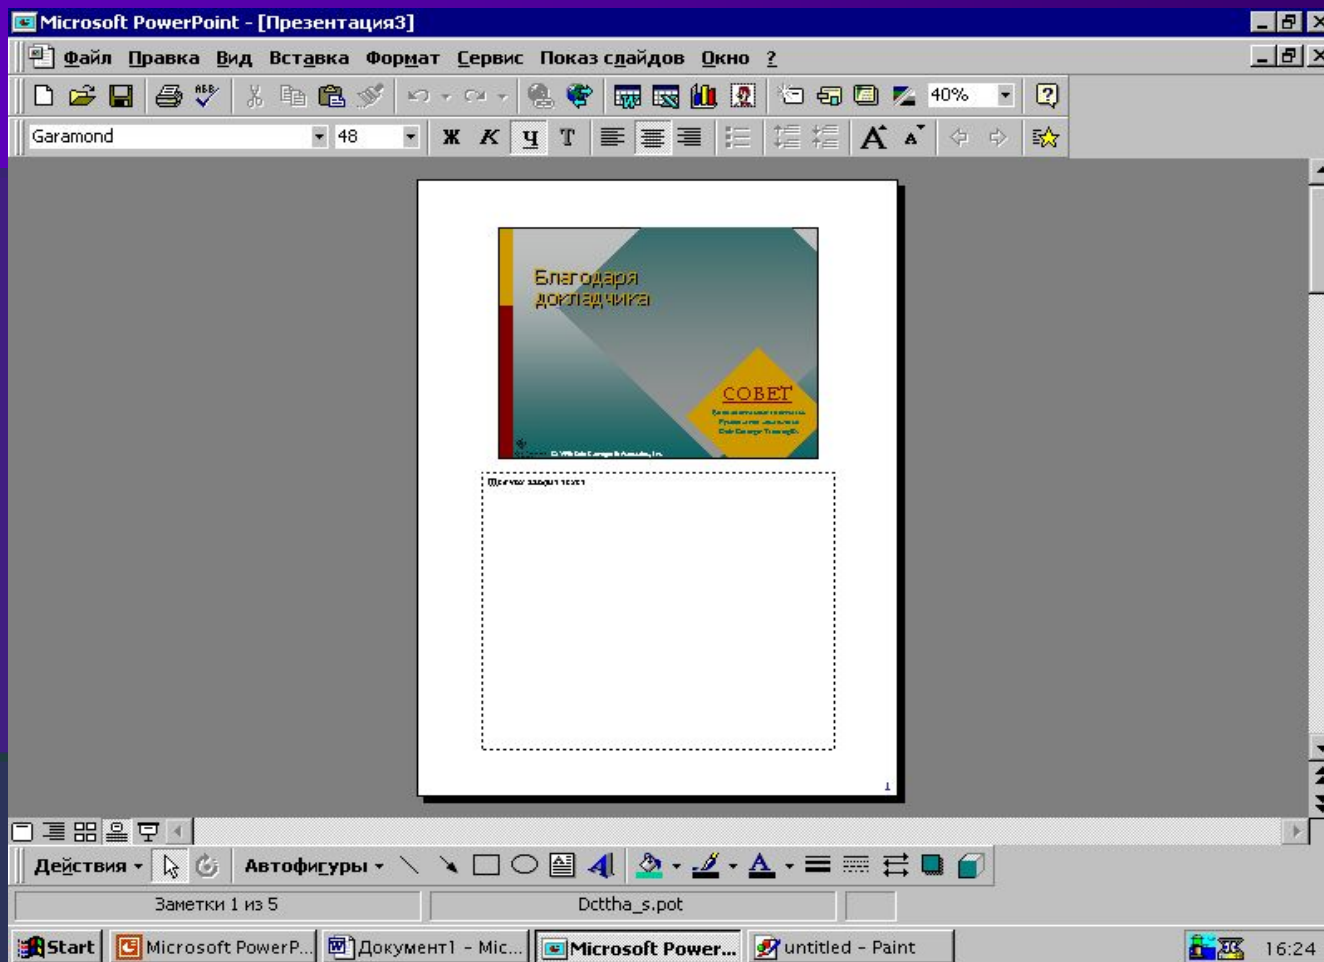 Microsoft PowerPoint - [Презентация3]
Файл Правка Вид Вставка Формат Сервис Показ слайдов Окно ?
40%
Garamond 48 Ж К Ч Т
Благодаря
докладчика
СОВЕТ
1
Действия Автофигуры
Заметки 1 из 5 Dcttha_s.pot
Start Microsoft PowerP... Документ1 - Mic... Microsoft Power... untitled - Paint 16:24